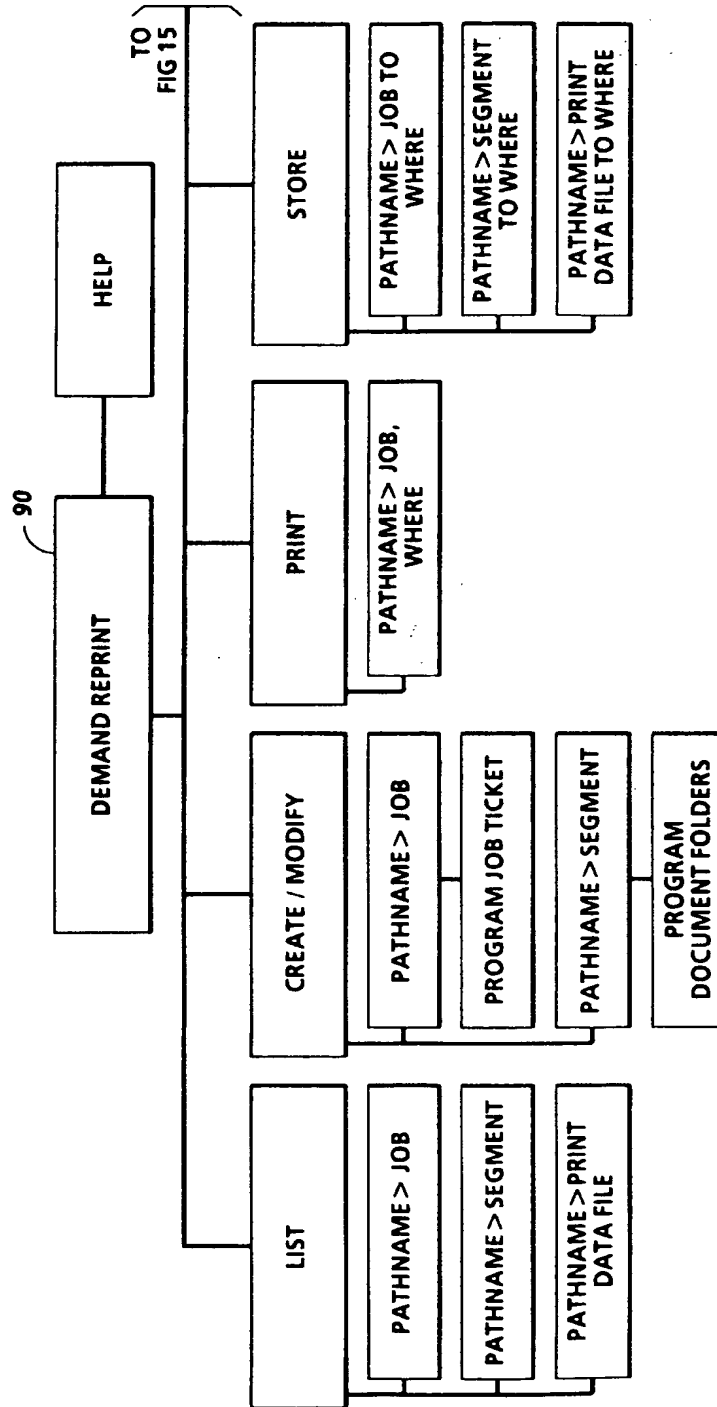 90
DEMAND REPRINT
HELP
TO
FIG 15
LIST
PATHNAME > JOB
PATHNAME > SEGMENT
PATHNAME > PRINT
DATA FILE
CREATE / MODIFY
PATHNAME > JOB
PROGRAM JOB TICKET
PATHNAME > SEGMENT
PROGRAM
DOCUMENT FOLDERS
PRINT
PATHNAME > JOB,
WHERE
STORE
PATHNAME > JOB TO
WHERE
PATHNAME > SEGMENT
TO WHERE
PATHNAME > PRINT
DATA FILE TO WHERE